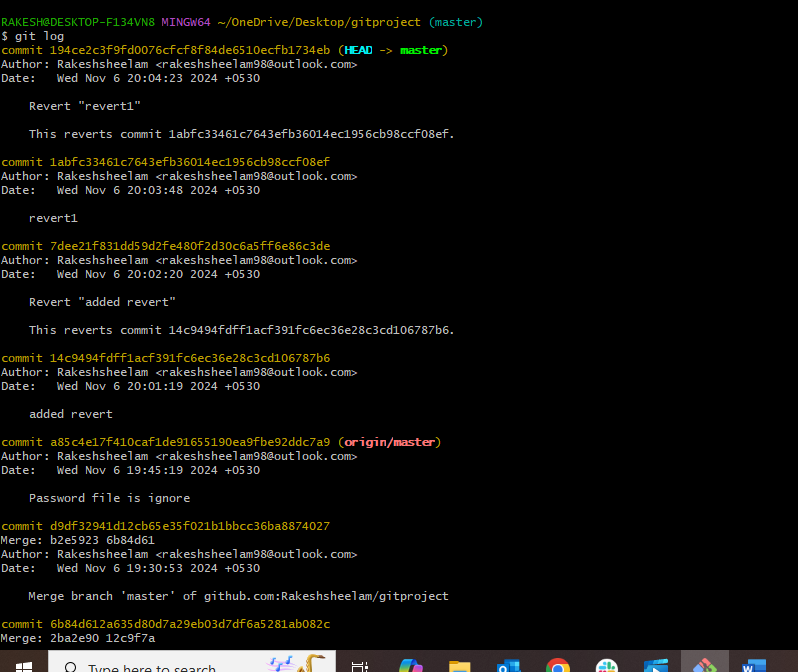 RAKESH@DESKTOP-F134VN8 MINGW64 ~/OneDrive/Desktop/gitproject (master)
$ git log
commit 194ce2c3f9fd0076cfcf8f84de6510ecfb1734eb (HEAD -> master)
Author: Rakeshsheelam <rakeshsheelam98@outlook.com>
Date:   Wed Nov 6 20:04:23 2024 +0530

    Revert "revert1"

    This reverts commit 1abfc33461c7643efb36014ec1956cb98ccf08ef.

commit 1abfc33461c7643efb36014ec1956cb98ccf08ef
Author: Rakeshsheelam <rakeshsheelam98@outlook.com>
Date:   Wed Nov 6 20:03:48 2024 +0530

    revert1

commit 7dee21f831dd59d2fe480f2d30c6a5ff6e86c3de
Author: Rakeshsheelam <rakeshsheelam98@outlook.com>
Date:   Wed Nov 6 20:02:20 2024 +0530

    Revert "added revert"

    This reverts commit 14c9494fdff1acf391fc6ec36e28c3cd106787b6.

commit 14c9494fdff1acf391fc6ec36e28c3cd106787b6
Author: Rakeshsheelam <rakeshsheelam98@outlook.com>
Date:   Wed Nov 6 20:01:19 2024 +0530

    added revert

commit a85c4e17f410caf1de91655190ea9fbe92ddc7a9 (origin/master)
Author: Rakeshsheelam <rakeshsheelam98@outlook.com>
Date:   Wed Nov 6 19:45:19 2024 +0530

    Password file is ignore

commit d9df32941d12cb65e35f021b1bbcc36ba8874027
Merge: b2e5923 6b84d61
Author: Rakeshsheelam <rakeshsheelam98@outlook.com>
Date:   Wed Nov 6 19:30:53 2024 +0530

    Merge branch 'master' of github.com:Rakeshsheelam/gitproject

commit 6b84d612a635d80d7a29eb03d7df6a5281ab082c
Merge: 2ba2e90 12c9f7a
Type here to search